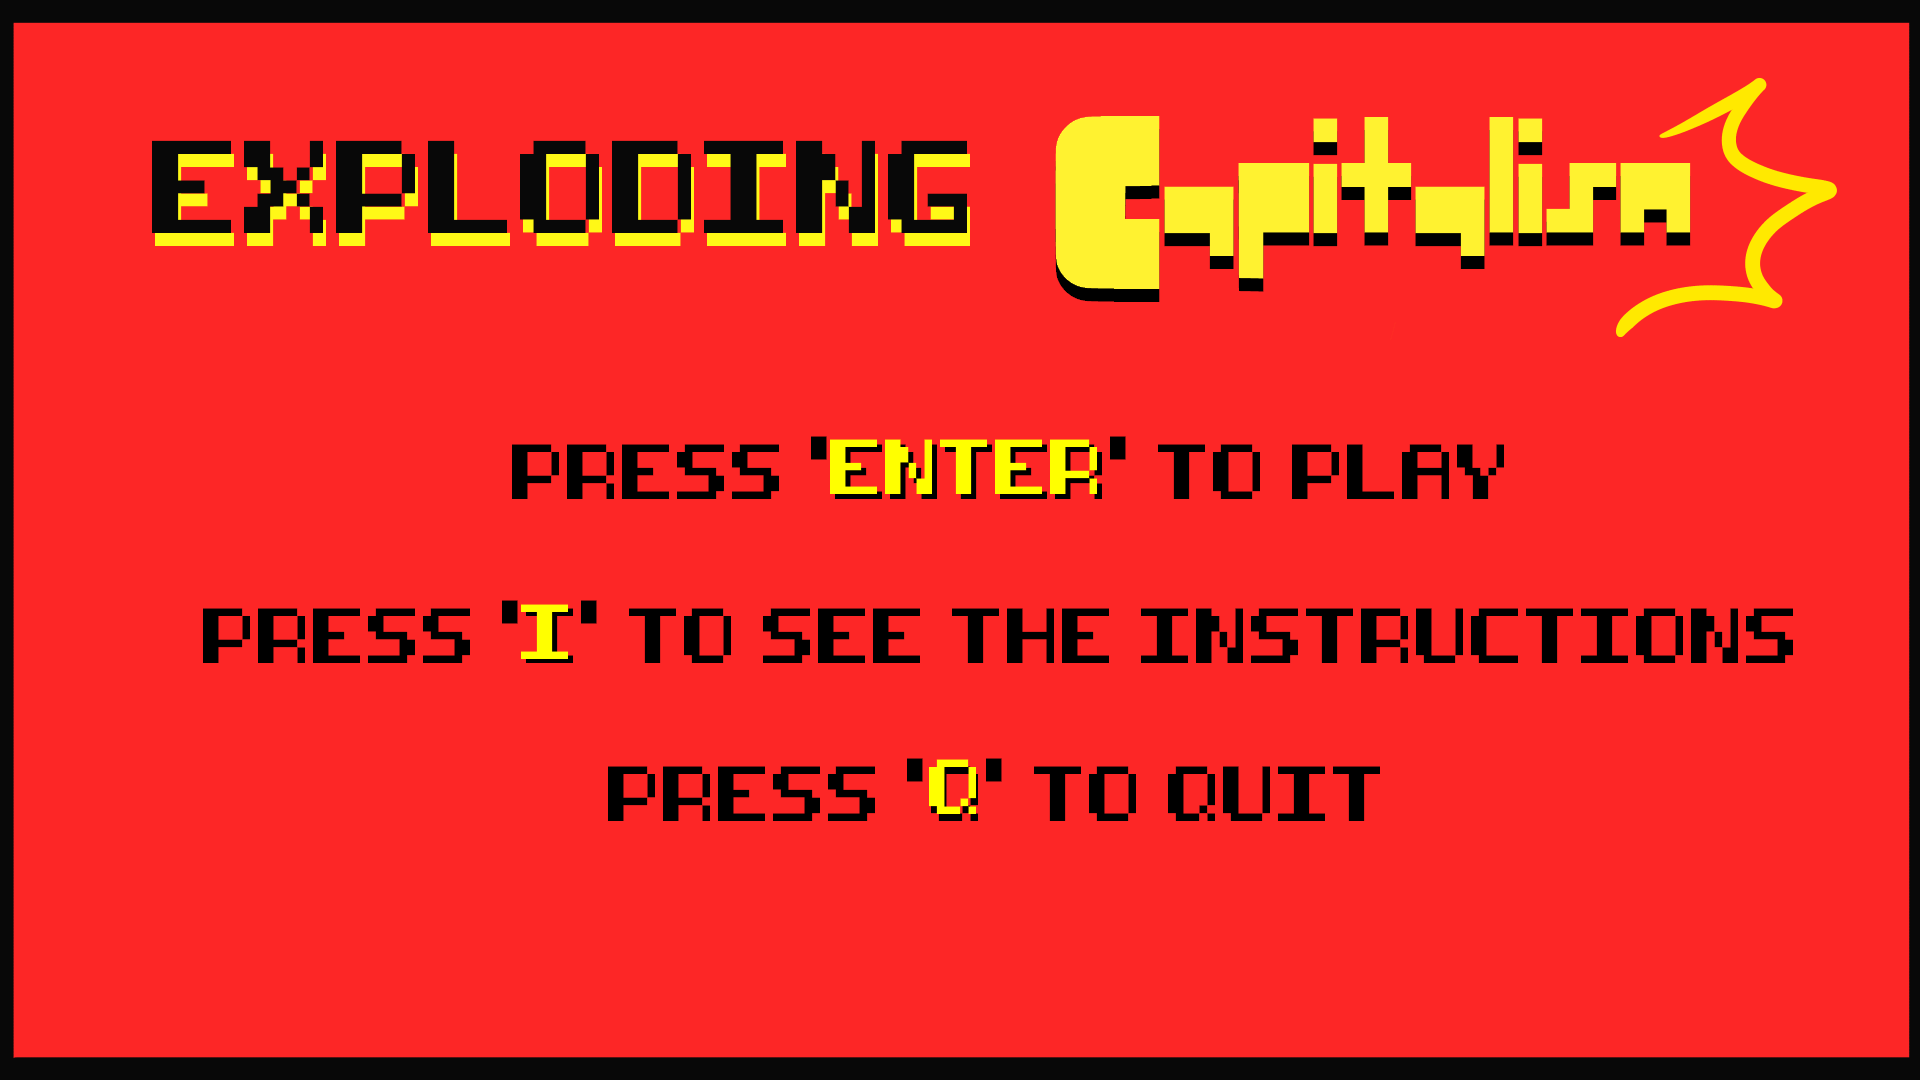 EXPLODING Capitalism
PRESS 'ENTER' TO PLAY
PRESS 'I' TO SEE THE INSTRUCTIONS
PRESS 'Q' TO QUIT